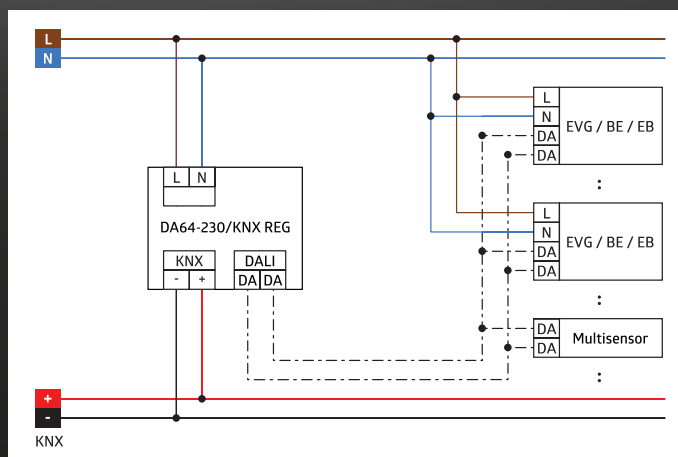 L
N
L
N
DA
DA
EVG / BE / EB
:
L N
DA64-230/KNX REG
KNX
- +
DALI
DA DA
L
N
DA
DA
EVG / BE / EB
:
DA
DA
Multisensor
:
+
-
KNX